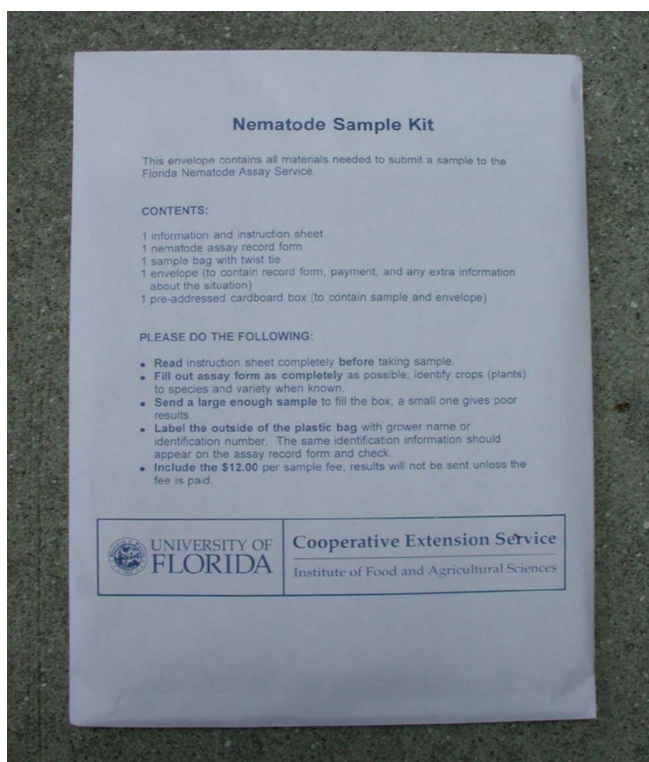 Nematode Sample Kit
This envelope contains all materials needed to submit a sample to the
Florida Nematode Assay Service.
CONTENTS:
1 information and instruction sheet
1 nematode assay record form
1 sample bag with twist tie
1 envelope (to contain record form, payment, and any extra information
about the situation)
1 pre-addressed cardboard box (to contain sample and envelope)
PLEASE DO THE FOLLOWING:
• Read instruction sheet completely before taking sample.
• Fill out assay form as completely as possible; identify crops (plants)
to species and variety when known.
• Send a large enough sample to fill the box, a small one gives poor
results.
• Label the outside of the plastic bag with grower name or
identification number. The same identification information should
appear on the assay record form and check.
• Include the $12.00 per sample fee; results will not be sent unless the
fee is paid.
UNIVERSITY OF
FLORIDA
Cooperative Extension Service
Institute of Food and Agricultural Sciences